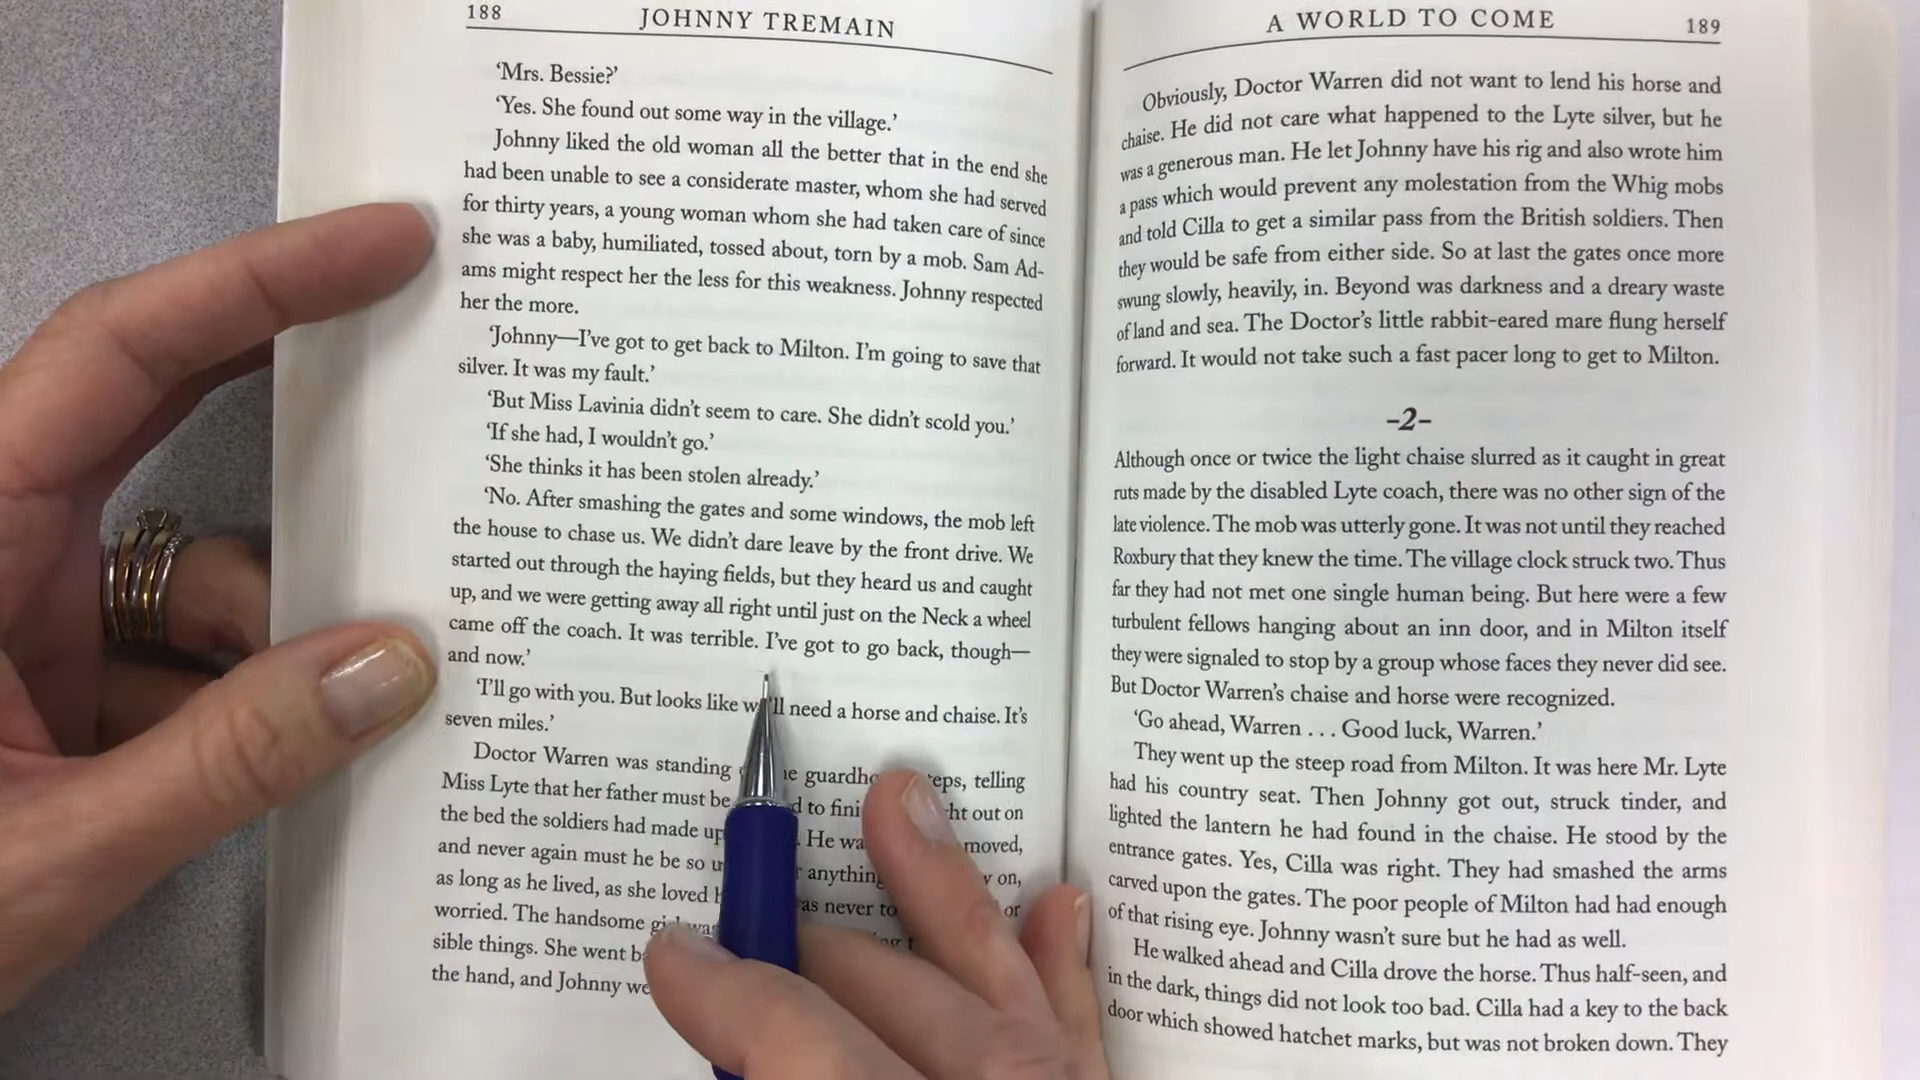 188
JOHNNY TREMAIN
'Mrs. Bessie?'
'Yes. She found out some way in the village.'
Johnny liked the old woman all the better that in the end she
had been unable to see a considerate master, whom she had served
for thirty years, a young woman whom she had taken care of since
she was a baby, humiliated, tossed about, torn by a mob. Sam Ad-
ams might respect her the less for this weakness. Johnny respected
her the more.
'Johnny—I've got to get back to Milton. I'm going to save that
silver. It was my fault.'
'But Miss Lavinia didn't seem to care. She didn't scold you.'
'If she had, I wouldn't go.'
'She thinks it has been stolen already.'
'No. After smashing the gates and some windows, the mob left
the house to chase us. We didn't dare leave by the front drive. We
started out through the haying fields, but they heard us and caught
up, and we were getting away all right until just on the Neck a wheel
came off the coach. It was terrible. I've got to go back, though—
and now.'
'I'll go with you. But looks like we'll need a horse and chaise. It's
seven miles.'
Doctor Warren was standing guardho eps, telling
Miss Lyte that her father must be d to fini ht out on
the bed the soldiers had made up He wa moved,
and never again must he be so u anything y on,
as long as he lived, as she loved as never to or
worried. The handsome
sible things. She went
the hand, and Johnny
A WORLD TO COME
189
Obviously, Doctor Warren did not want to lend his horse and
chaise. He did not care what happened to the Lyte silver, but he
was a generous man. He let Johnny have his rig and also wrote him
a pass which would prevent any molestation from the Whig mobs
and told Cilla to get a similar pass from the British soldiers. Then
they would be safe from either side. So at last the gates once more
swung slowly, heavily, in. Beyond was darkness and a dreary waste
of land and sea. The Doctor's little rabbit-eared mare flung herself
forward. It would not take such a fast pacer long to get to Milton.
-2-
Although once or twice the light chaise slurred as it caught in great
ruts made by the disabled Lyte coach, there was no other sign of the
late violence. The mob was utterly gone. It was not until they reached
Roxbury that they knew the time. The village clock struck two. Thus
far they had not met one single human being. But here were a few
turbulent fellows hanging about an inn door, and in Milton itself
they were signaled to stop by a group whose faces they never did see.
But Doctor Warren's chaise and horse were recognized.
'Go ahead, Warren . . . Good luck, Warren.'
They went up the steep road from Milton. It was here Mr. Lyte
had his country seat. Then Johnny got out, struck tinder, and
lighted the lantern he had found in the chaise. He stood by the
entrance gates. Yes, Cilla was right. They had smashed the arms
carved upon the gates. The poor people of Milton had had enough
of that rising eye. Johnny wasn't sure but he had as well.
He walked ahead and Cilla drove the horse. Thus half-seen, and
in the dark, things did not look too bad. Cilla had a key to the back
door which showed hatchet marks, but was not broken down. They